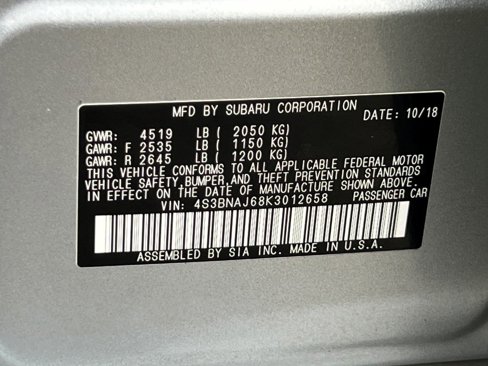 MFD BY SUBARU CORPORATION DATE: 10/18
GVWR: 4519 LB ( 2050 KG)
GAWR: F 2535 LB ( 1150 KG)
GAWR: R 2645 LB ( 1200 KG)
THIS VEHICLE CONFORMS TO ALL APPLICABLE FEDERAL MOTOR
VEHICLE SAFETY,BUMPER,AND THEFT PREVENTION STANDARDS
IN EFFECT ON THE DATE OF MANUFACTURE SHOWN ABOVE.
VIN: 4S3BNAJ68K3012658 PASSENGER CAR
ASSEMBLED BY SIA INC. MADE IN U.S.A.